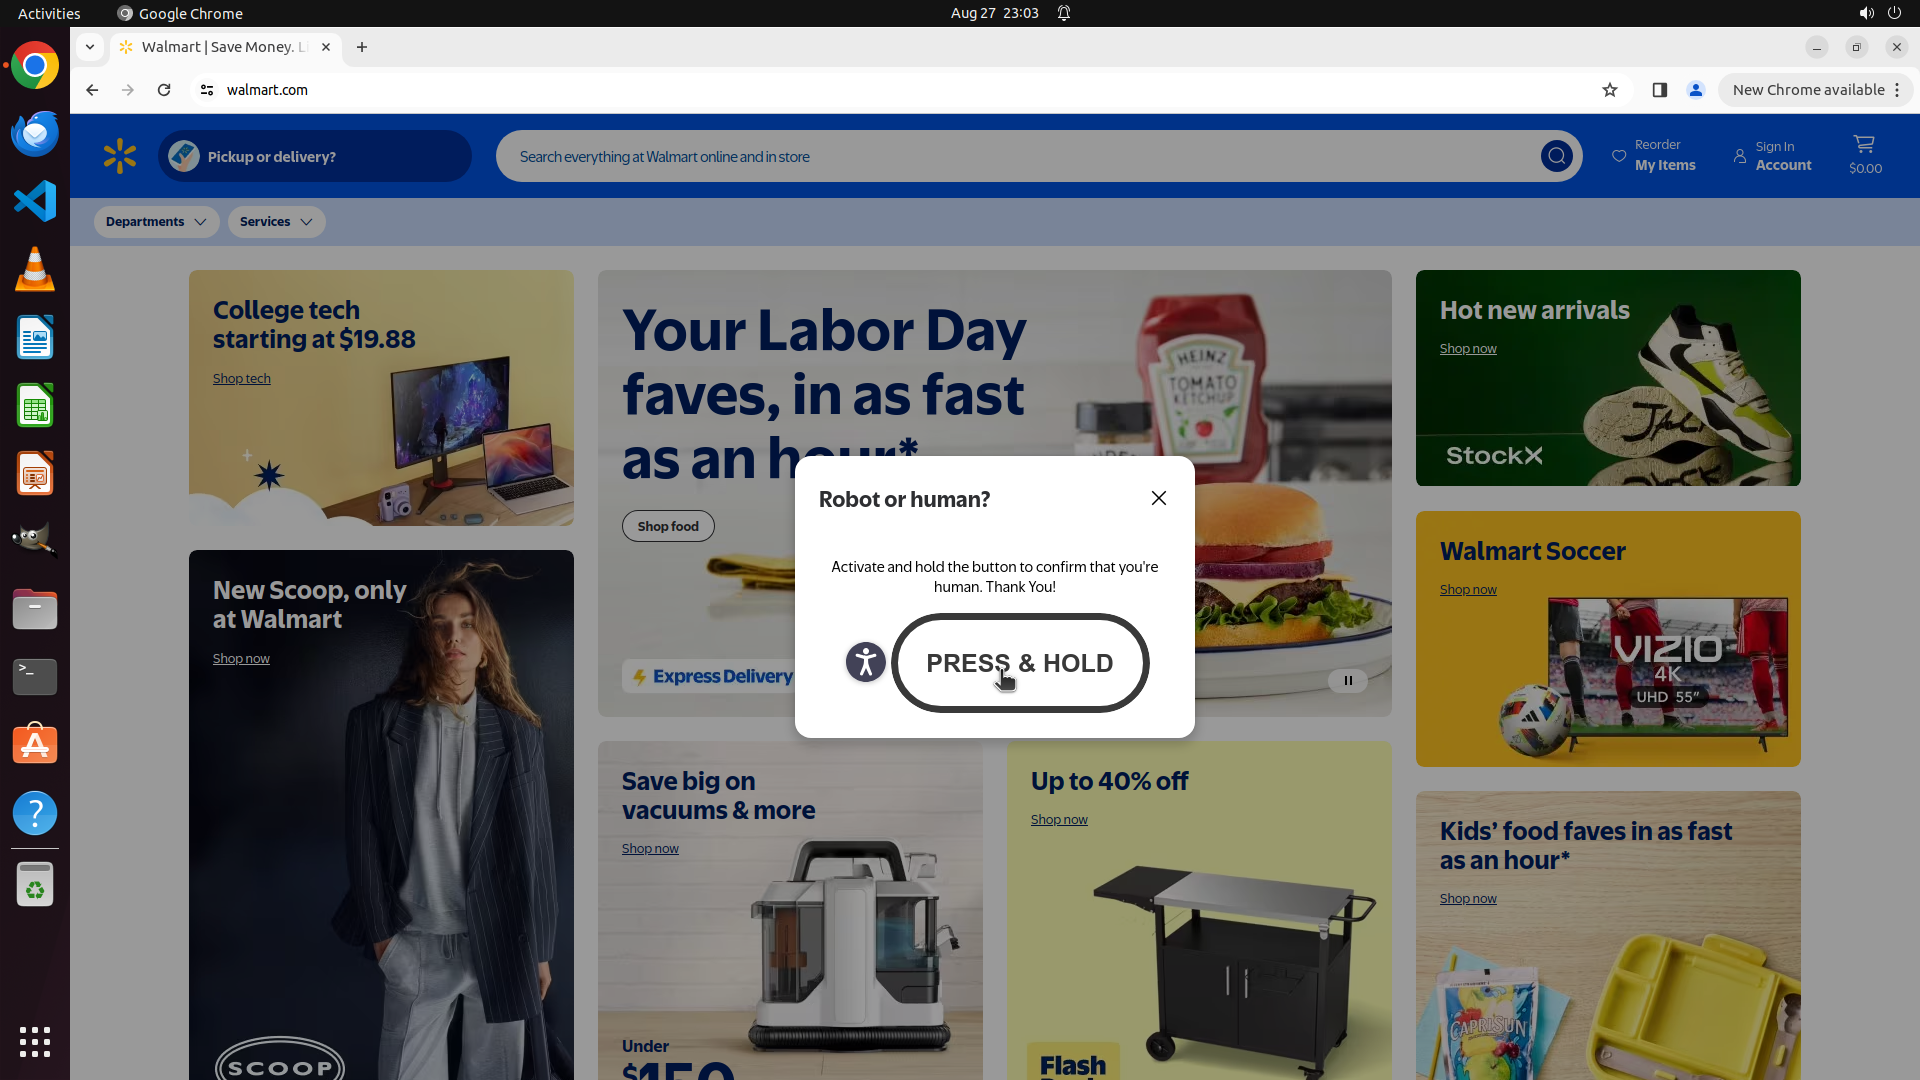 Activities
Google Chrome
Aug 27 23:03
Walmart | Save Money. L
walmart.com
New Chrome available
Pickup or delivery?
Search everything at Walmart online and in store
Reorder
My Items
Sign In
Account
$0.00
Departments
Services
College tech
starting at $19.88
Shop tech
Your Labor Day
faves, in as fast
as an hour*
Shop food
Express Delivery
HEINZ
TOMATO
KETCHUP
Hot new arrivals
Shop now
StockX
Robot or human?
Activate and hold the button to confirm that you're
human. Thank You!
PRESS & HOLD
Walmart Soccer
Shop now
VIZIO
4K
UHD 55”
New Scoop, only
at Walmart
Shop now
SCOOP
Save big on
vacuums & more
Shop now
Under
$150
Up to 40% off
Shop now
Flash
Kids’ food faves in as fast
as an hour*
Shop now
CAPRISUN